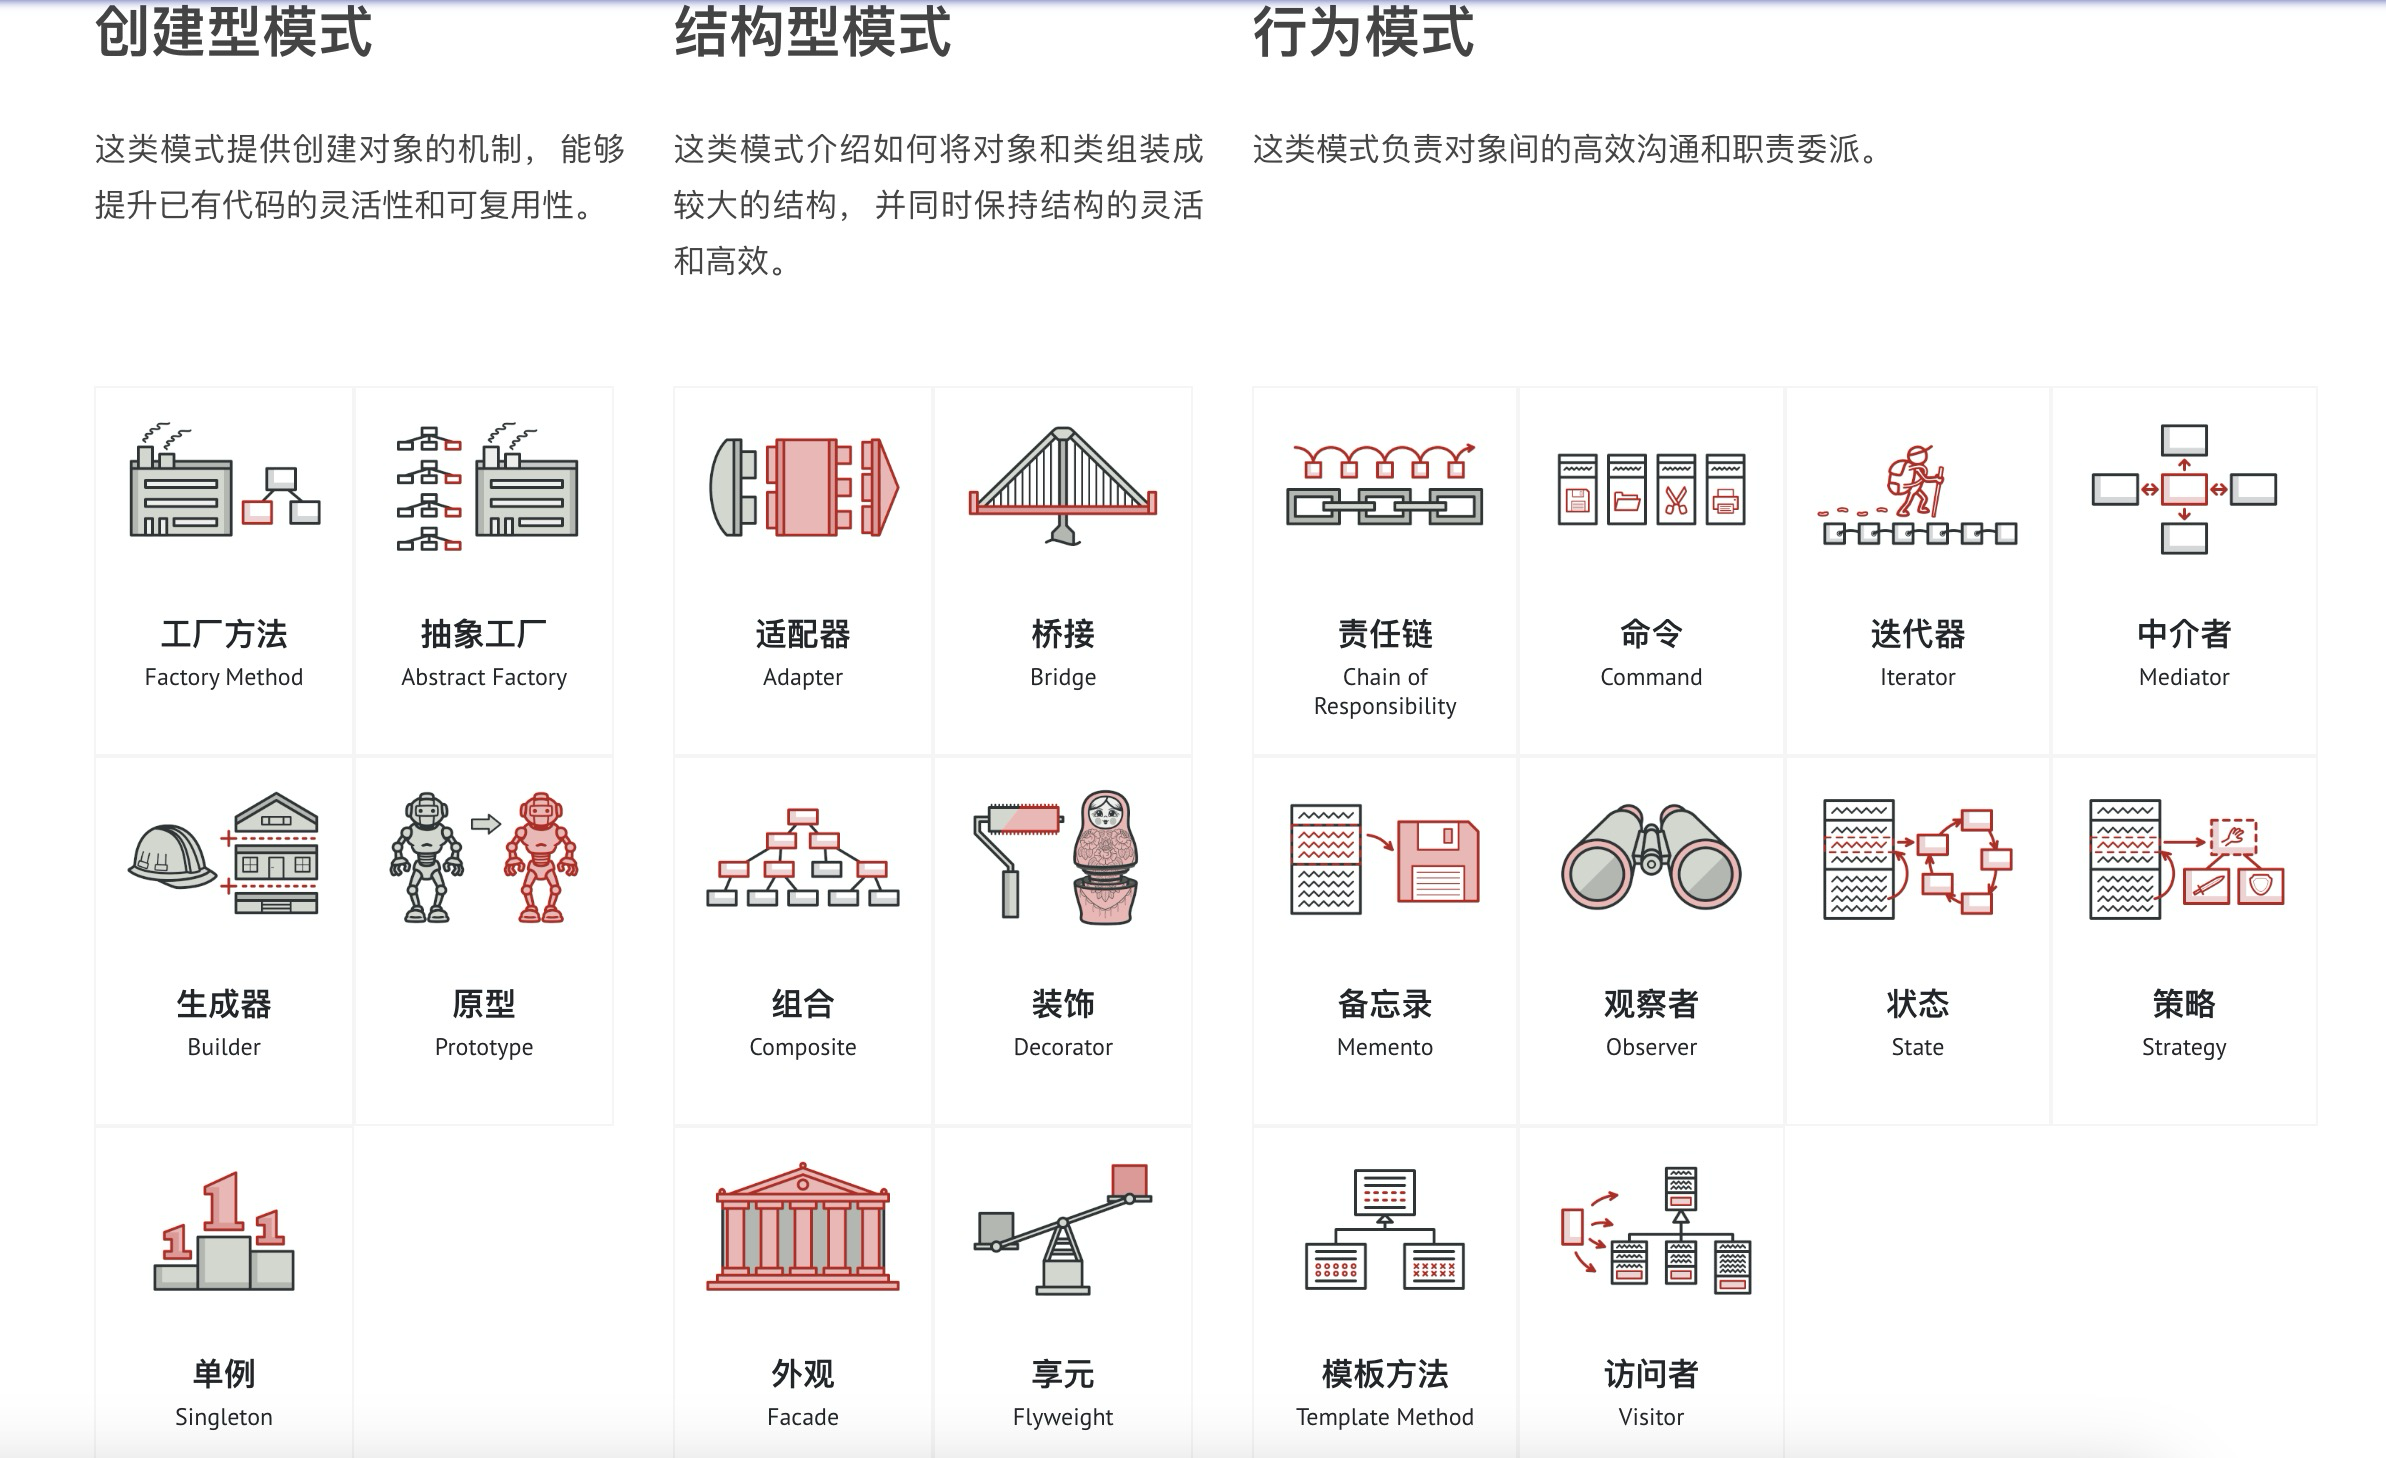 创建型模式
这类模式提供创建对象的机制， 能够
提升已有代码的灵活性和可复用性。
工厂方法
Factory Method
抽象工厂
Abstract Factory
生成器
Builder
原型
Prototype
单例
Singleton
结构型模式
这类模式介绍如何将对象和类组装成
较大的结构， 并同时保持结构的灵活
和高效。
适配器
Adapter
桥接
Bridge
组合
Composite
装饰
Decorator
外观
Facade
享元
Flyweight
行为模式
这类模式负责对象间的高效沟通和职责委派。
责任链
Chain of
Responsibility
命令
Command
迭代器
Iterator
中介者
Mediator
备忘录
Memento
观察者
Observer
状态
State
策略
Strategy
模板方法
Template Method
访问者
Visitor